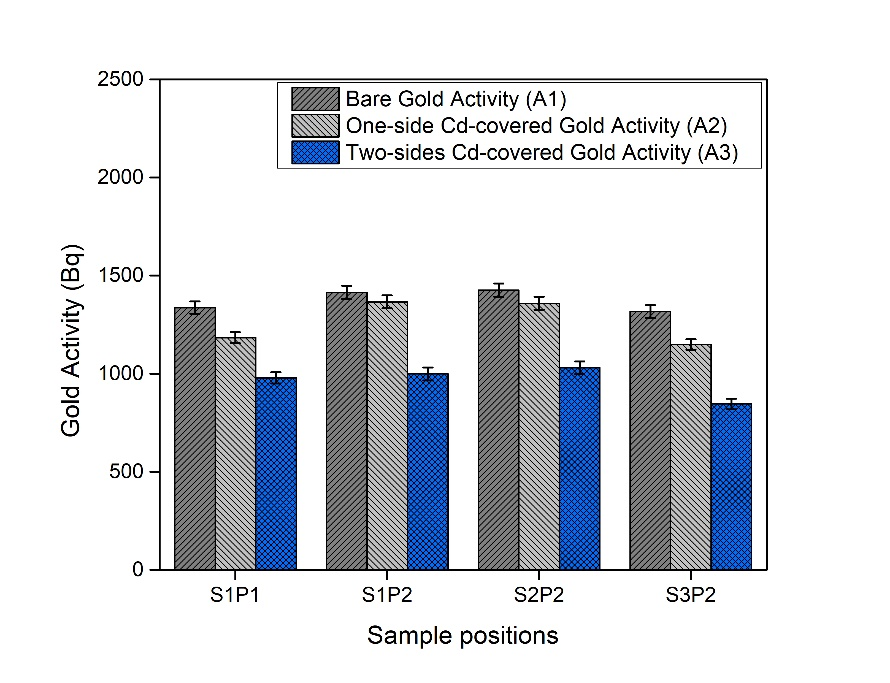 2500
2000
1500
1000
500
0
Gold Activity (Bq)
Bare Gold Activity (A1)
One-side Cd-covered Gold Activity (A2)
Two-sides Cd-covered Gold Activity (A3)
S1P1 S1P2 S2P2 S3P2
Sample positions